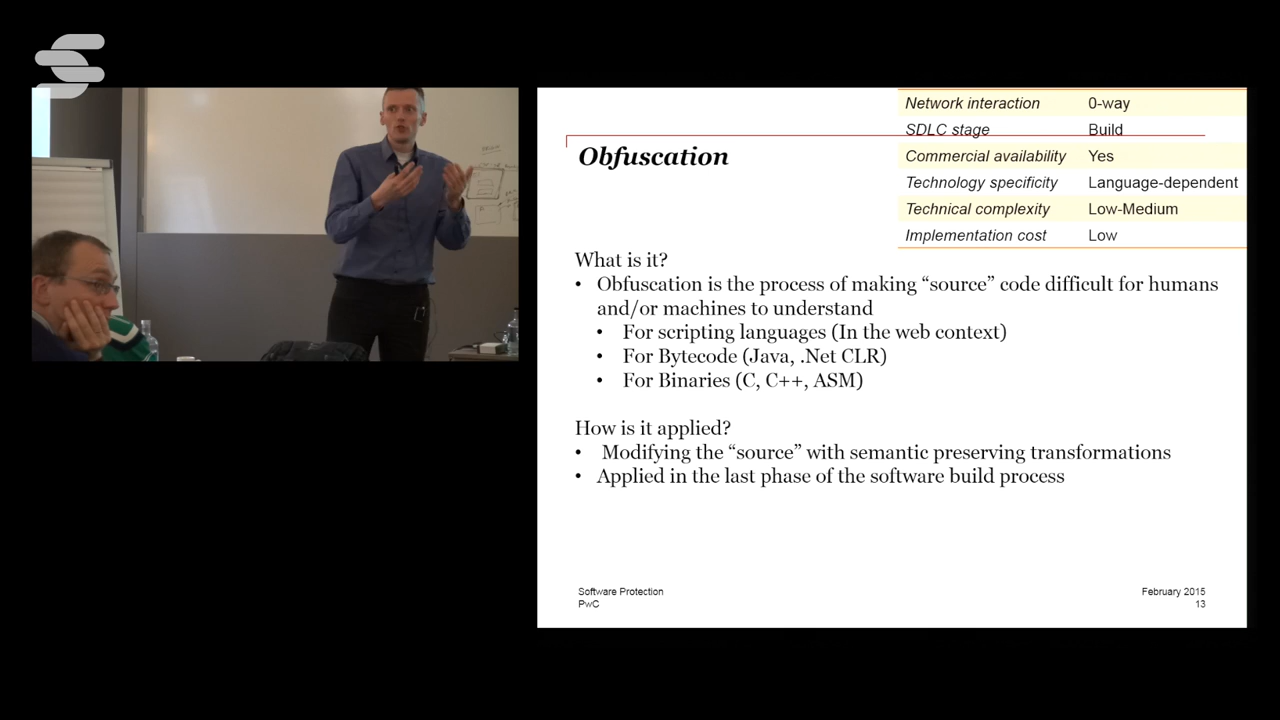 Obfuscation
Network interaction 0-way
SDLC stage Build
Commercial availability Yes
Technology specificity Language-dependent
Technical complexity Low-Medium
Implementation cost Low
What is it?
• Obfuscation is the process of making “source” code difficult for humans
and/or machines to understand
• For scripting languages (In the web context)
• For Bytecode (Java, .Net CLR)
• For Binaries (C, C++, ASM)
How is it applied?
• Modifying the “source” with semantic preserving transformations
• Applied in the last phase of the software build process
Software Protection
PwC
February 2015
13